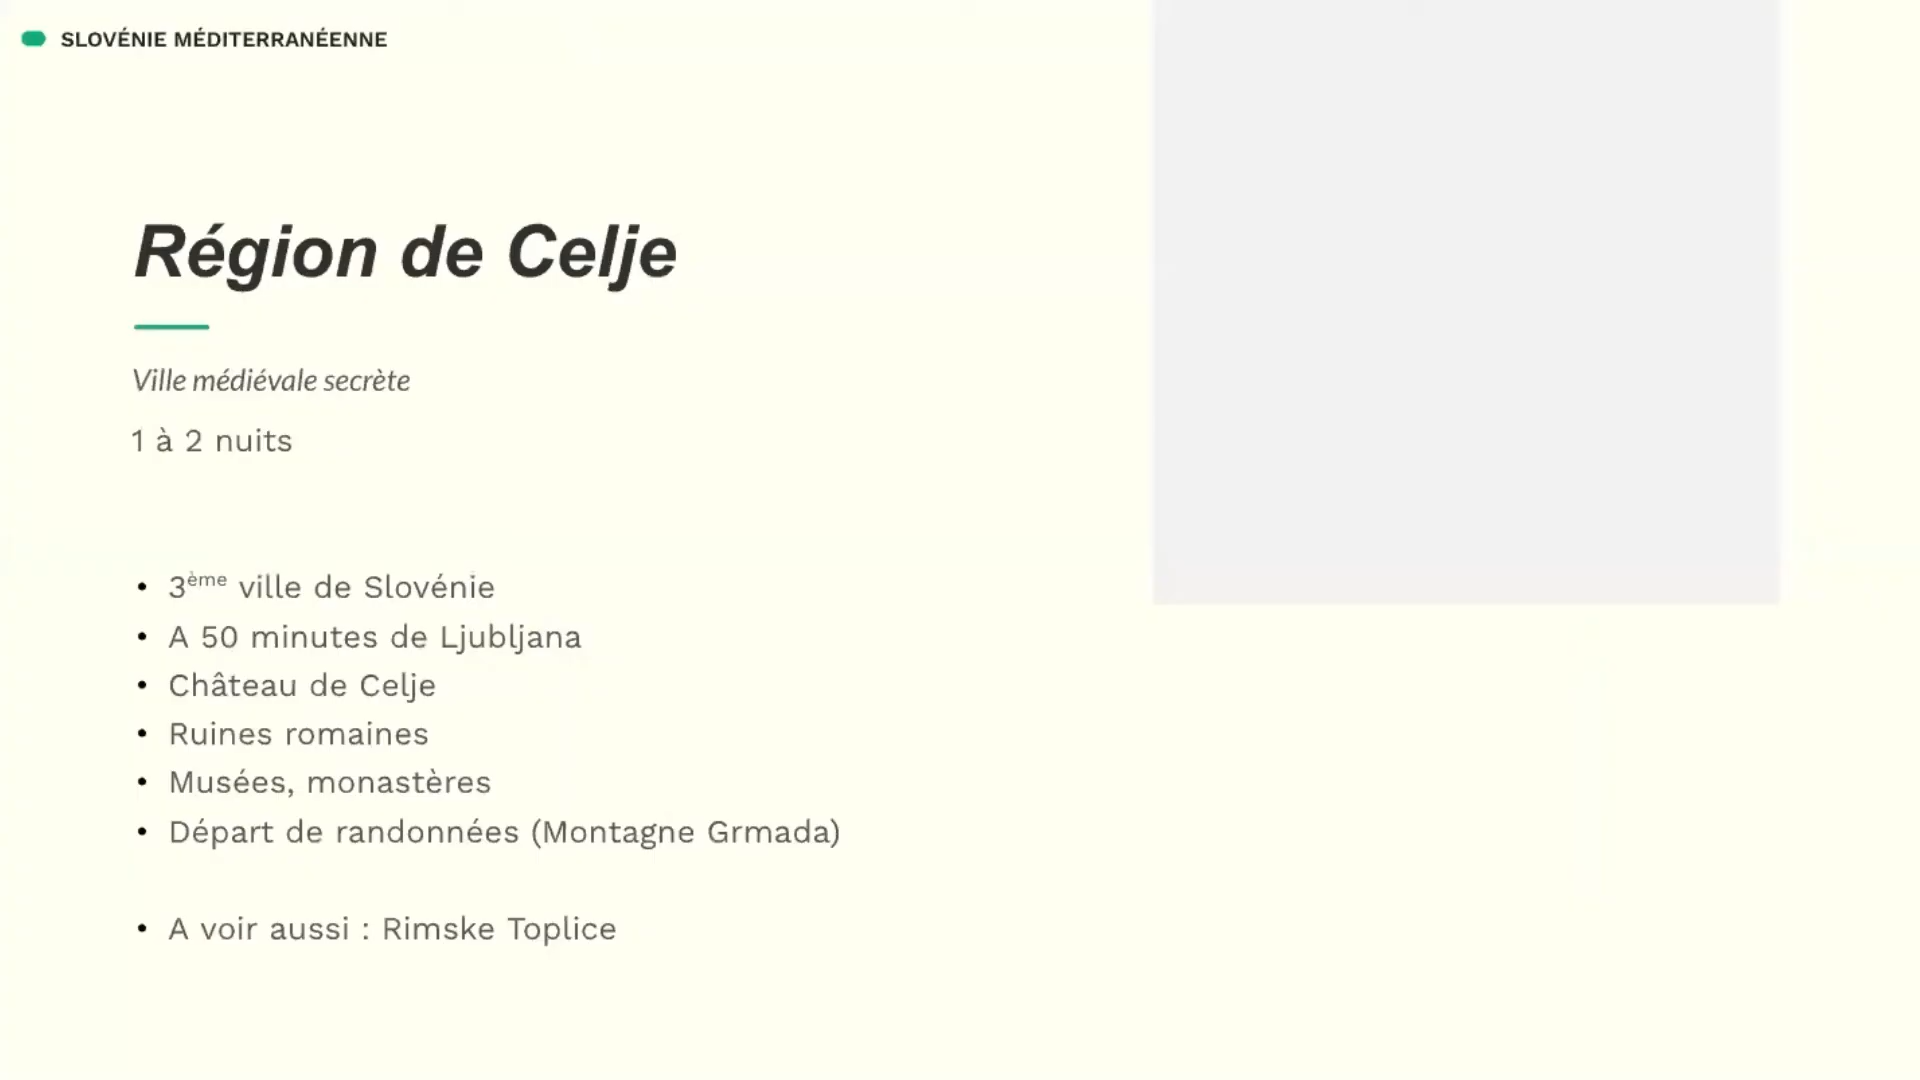 SLOVÉNIE MÉDITERRANÉENNE
Région de Celje
Ville médiévale secrète
1 à 2 nuits
• 3ème ville de Slovénie
• A 50 minutes de Ljubljana
• Château de Celje
• Ruines romaines
• Musées, monastères
• Départ de randonnées (Montagne Grmada)
• A voir aussi : Rimske Toplice